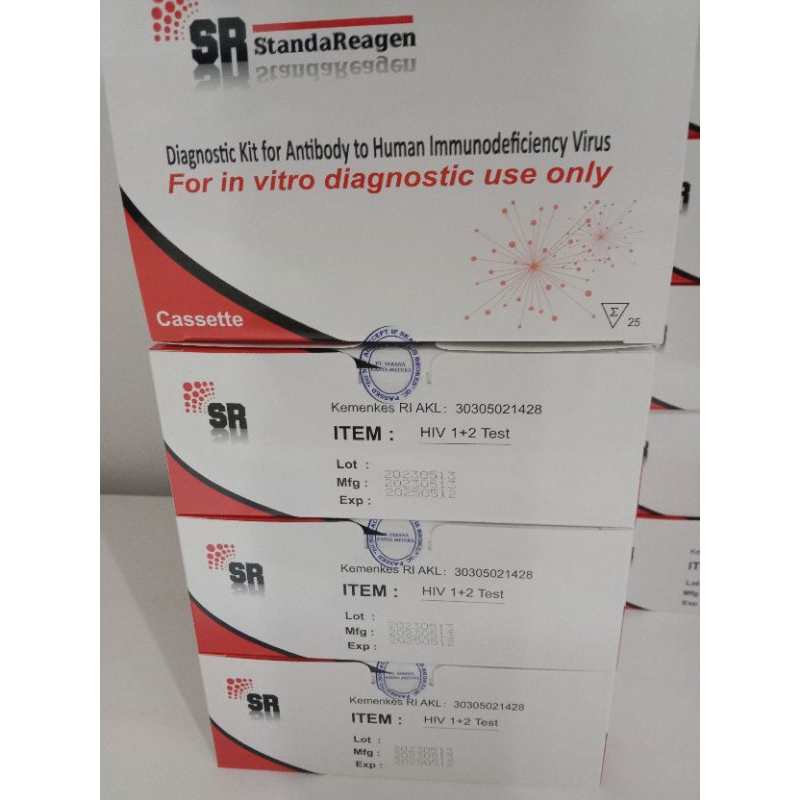 SR StandaReagen
Diagnostic Kit for Antibody to Human Immunodeficiency Virus
For in vitro diagnostic use only
Cassette
Σ 25
SR
Kemenkes RI AKL: 30305021428
ITEM : HIV 1+2 Test
Lot :
Mfg :
Exp :
SR
Kemenkes RI AKL: 30305021428
ITEM : HIV 1+2 Test
Lot :
Mfg :
Exp :
SR
Kemenkes RI AKL: 30305021428
ITEM : HIV 1+2 Test
Lot :
Mfg :
Exp :